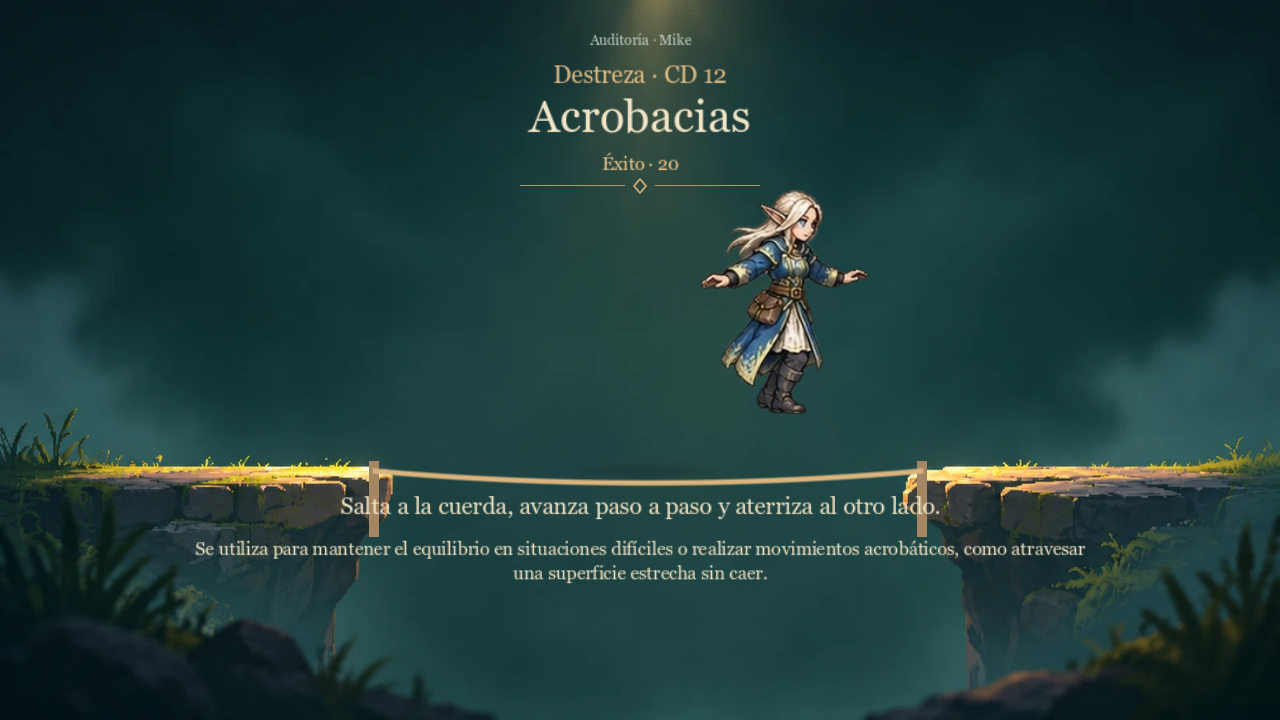 Auditoría · Mike
Destreza · CD 12
Acrobacias
Éxito · 20
Salta a la cuerda, avanza paso a paso y aterriza al otro lado.
Se utiliza para mantener el equilibrio en situaciones difíciles o realizar movimientos acrobáticos, como atravesar
una superficie estrecha sin caer.